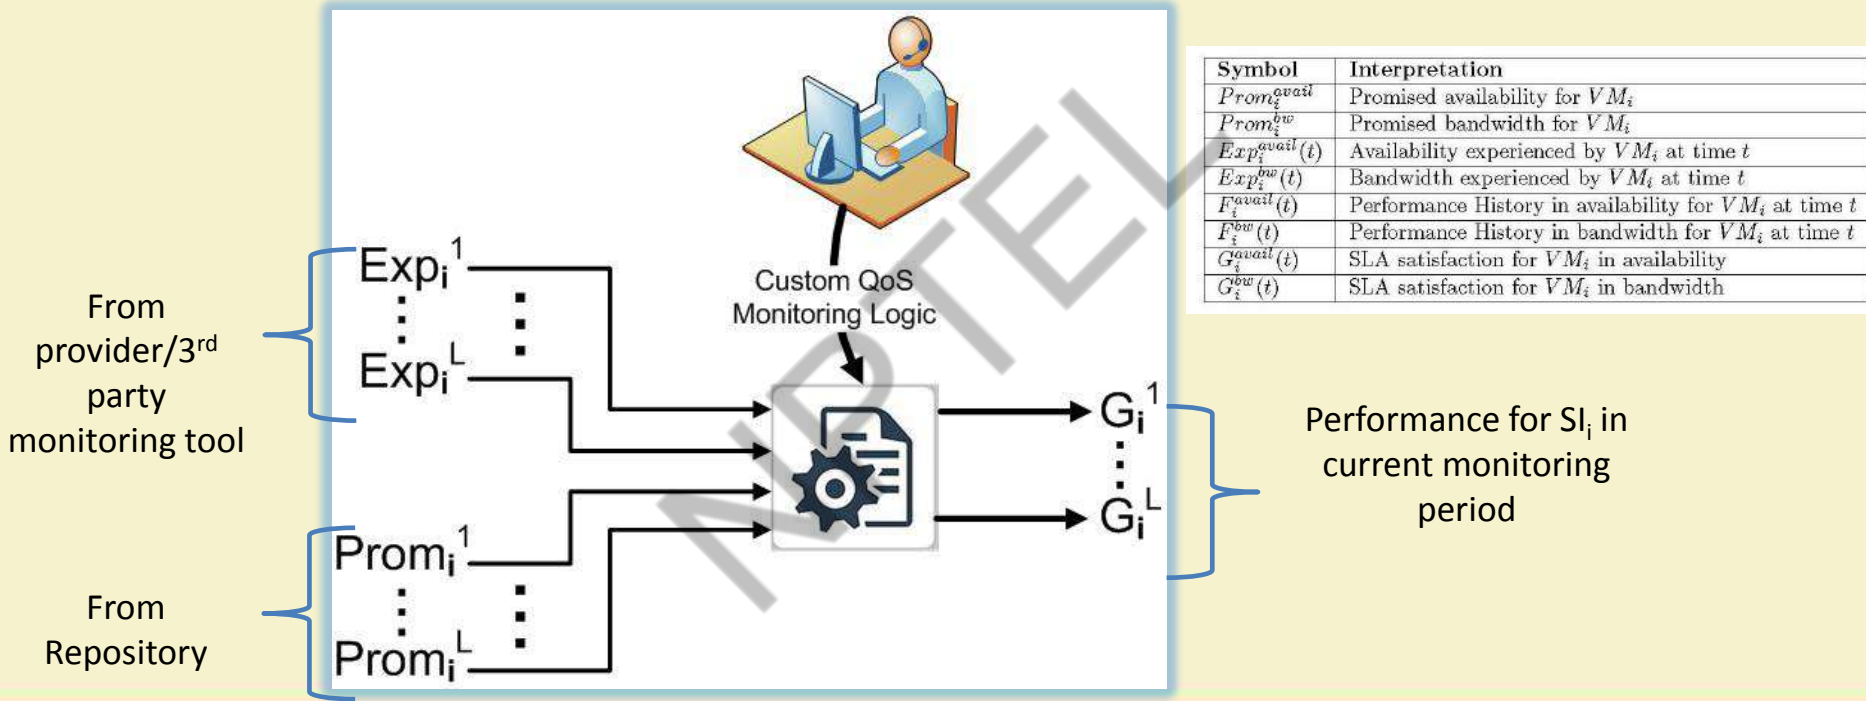 Symbol Interpretation
Prom_i^avail Promised availability for VM_i
Prom_i^bw Promised bandwidth for VM_i
Exp_i^avail(t) Availability experienced by VM_i at time t
Exp_i^bw(t) Bandwidth experienced by VM_i at time t
F_i^avail(t) Performance History in availability for VM_i at time t
F_i^bw(t) Performance History in bandwidth for VM_i at time t
G_i^avail(t) SLA satisfaction for VM_i in availability
G_i^bw(t) SLA satisfaction for VM_i in bandwidth
From
provider/3rd
party
monitoring tool
Exp_i^1
Exp_i^L
Custom QoS
Monitoring Logic
G_i^1
G_i^L
Performance for SI_i in
current monitoring
period
From
Repository
Prom_i^1
Prom_i^L
NPTEL